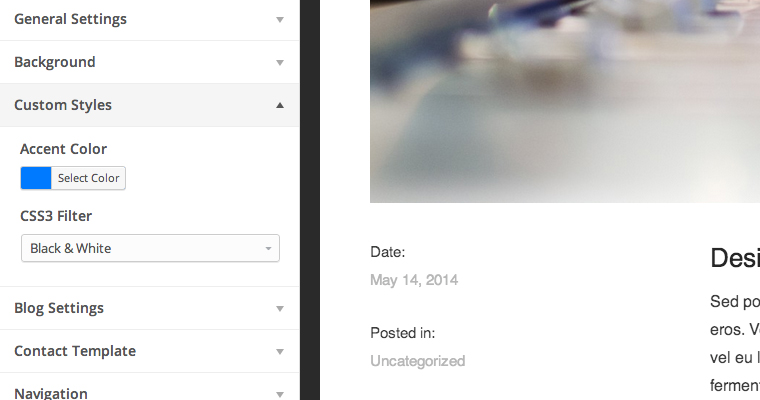 General Settings
Background
Custom Styles
Accent Color
Select Color
CSS3 Filter
Black & White
Blog Settings
Contact Template
Navigation
Date:
May 14, 2014
Posted in:
Uncategorized
Desi
Sed po
eros. V
vel eu l
ferment